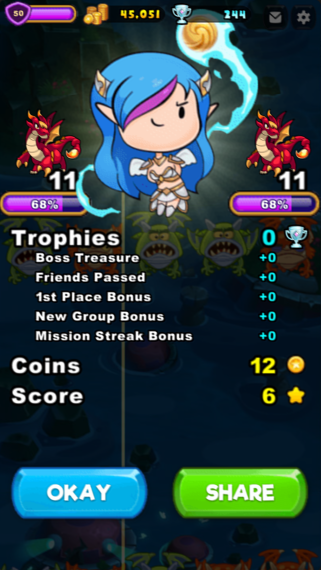 50 45.051 244
11 11
68% 68%
Trophies 0
Boss Treasure +0
Friends Passed +0
1st Place Bonus +0
New Group Bonus +0
Mission Streak Bonus +0
Coins 12
Score 6
OKAY SHARE